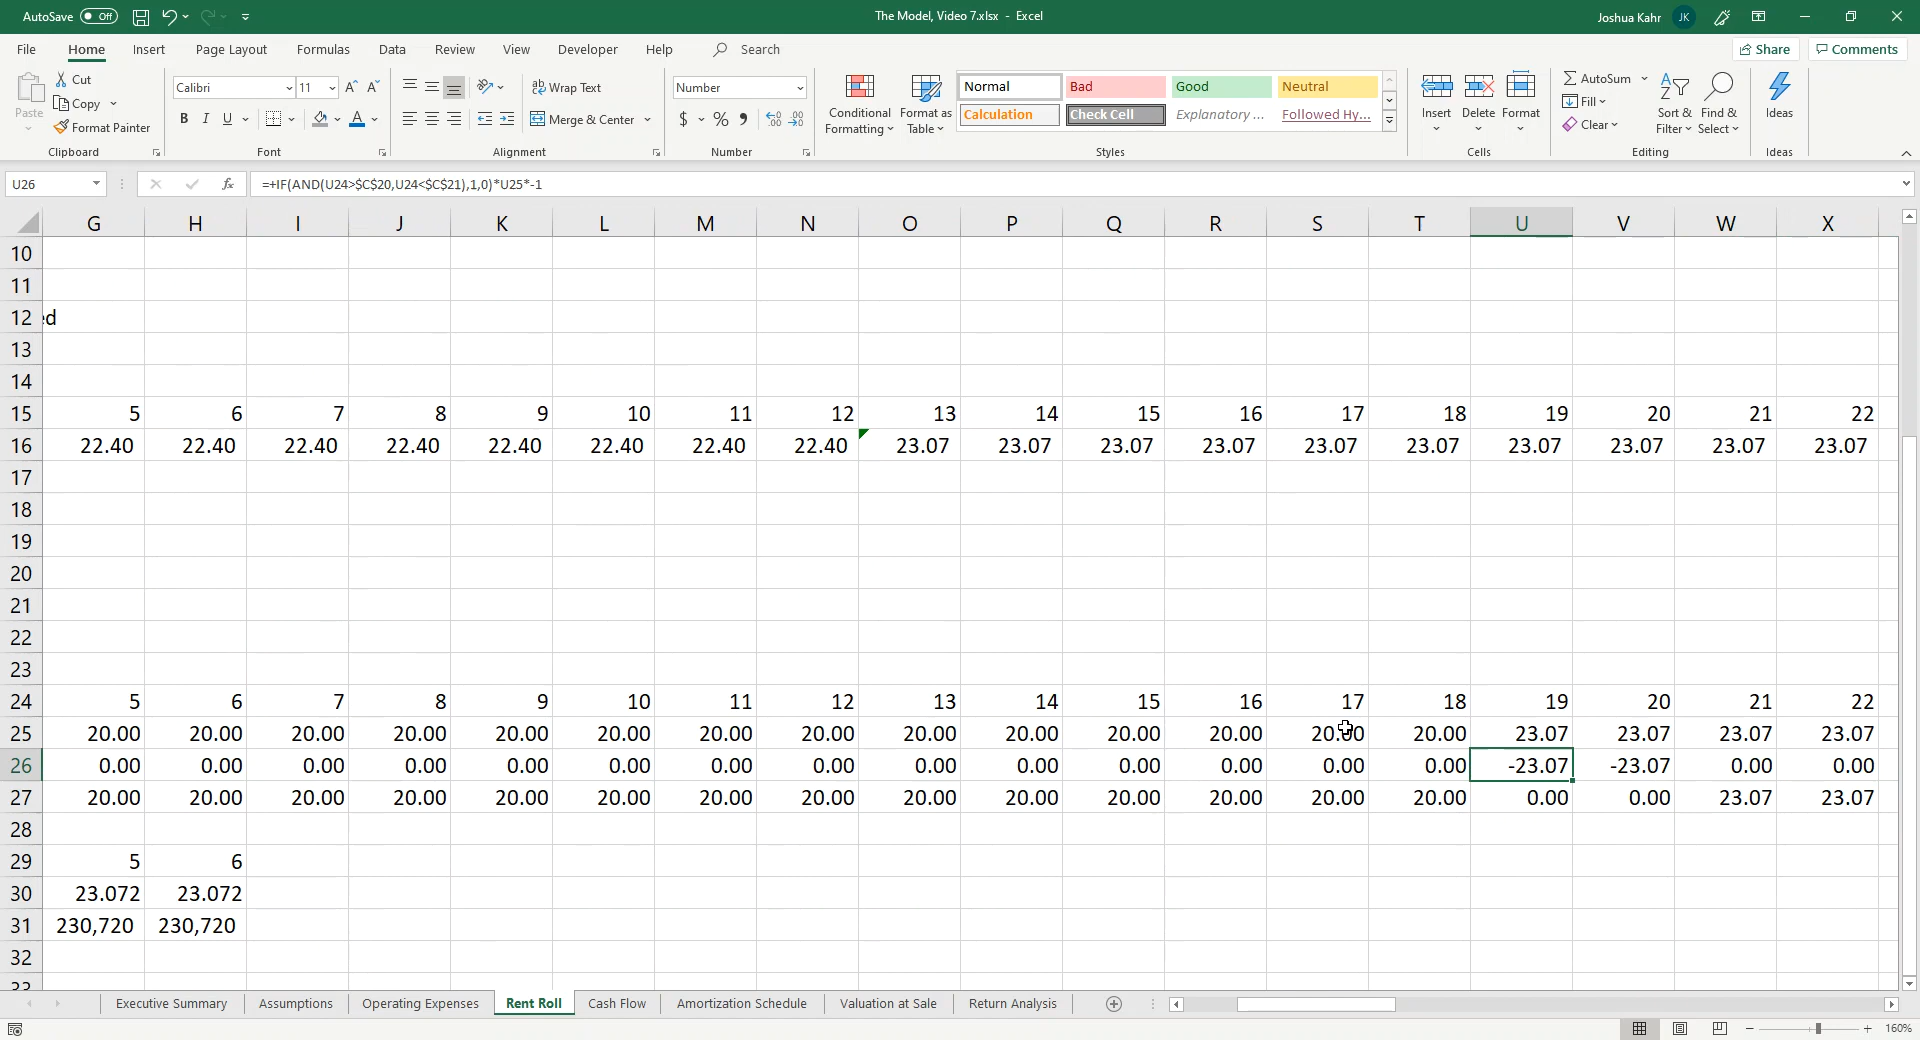 AutoSave Off The Model, Video 7.xlsx - Excel Joshua Kahr JK
File Home Insert Page Layout Formulas Data Review View Developer Help Search Share Comments
Paste Cut Copy Format Painter Clipboard
Calibri 11 A A B I U A Font
Wrap Text Merge & Center Alignment
Number $ % Number
Conditional Formatting Format as Table Normal Bad Good Neutral Calculation Check Cell Explanatory ... Followed Hy... Styles
Insert Delete Format Cells
AutoSum Fill Clear Sort & Filter Find & Select Editing
Ideas Ideas
U26 fx =+IF(AND(U24>$C$20,U24<$C$21),1,0)*U25*-1
G H I J K L M N O P Q R S T U V W X
10
11
12 ed
13
14
15 5 6 7 8 9 10 11 12 13 14 15 16 17 18 19 20 21 22
16 22.40 22.40 22.40 22.40 22.40 22.40 22.40 22.40 23.07 23.07 23.07 23.07 23.07 23.07 23.07 23.07 23.07 23.07
17
18
19
20
21
22
23
24 5 6 7 8 9 10 11 12 13 14 15 16 17 18 19 20 21 22
25 20.00 20.00 20.00 20.00 20.00 20.00 20.00 20.00 20.00 20.00 20.00 20.00 20.00 20.00 23.07 23.07 23.07 23.07
26 0.00 0.00 0.00 0.00 0.00 0.00 0.00 0.00 0.00 0.00 0.00 0.00 0.00 0.00 -23.07 -23.07 0.00 0.00
27 20.00 20.00 20.00 20.00 20.00 20.00 20.00 20.00 20.00 20.00 20.00 20.00 20.00 20.00 0.00 0.00 23.07 23.07
28
29 5 6
30 23.072 23.072
31 230,720 230,720
32
33
Executive Summary Assumptions Operating Expenses Rent Roll Cash Flow Amortization Schedule Valuation at Sale Return Analysis
160%